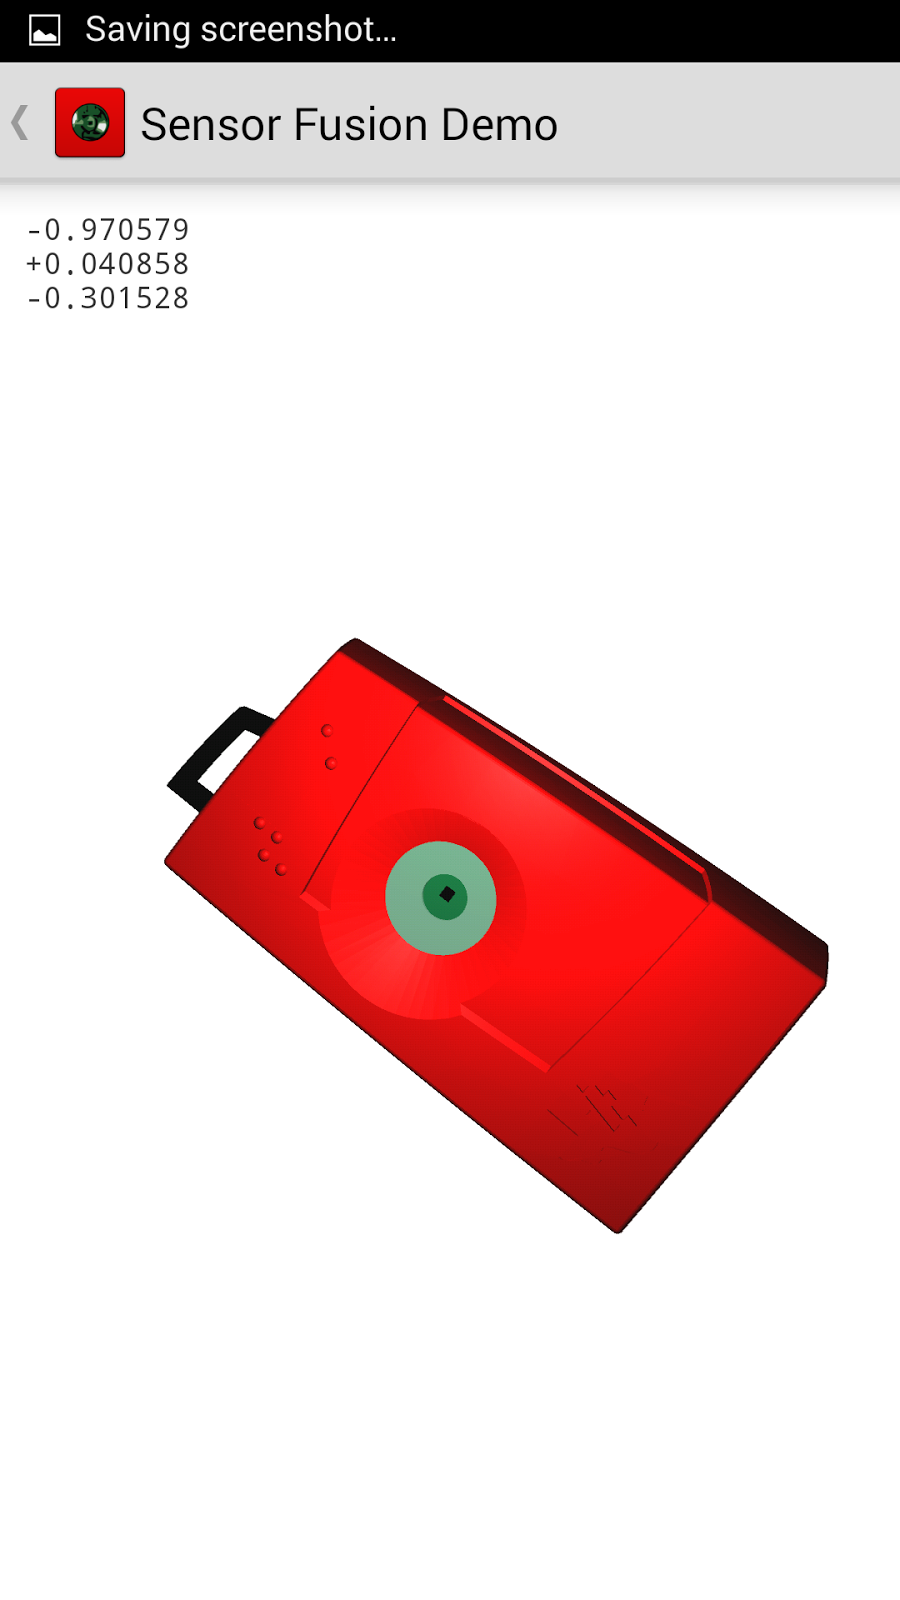 Saving screenshot...
Sensor Fusion Demo
-0.970579
+0.040858
-0.301528